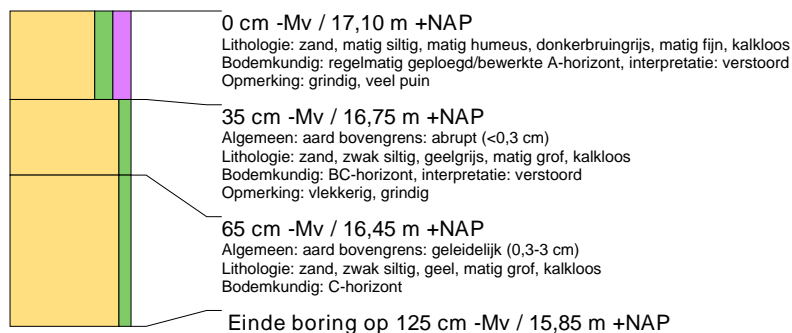 0 cm -Mv / 17,10 m +NAP
Lithologie: zand, matig siltig, matig humeus, donkerbruingrijs, matig fijn, kalkloos
Bodemkundig: regelmatig geploegd/bewerkte A-horizont, interpretatie: verstoord
Opmerking: grindig, veel puin
35 cm -Mv / 16,75 m +NAP
Algemeen: aard bovengrens: abrupt (<0,3 cm)
Lithologie: zand, zwak siltig, geelgrijs, matig grof, kalkloos
Bodemkundig: BC-horizont, interpretatie: verstoord
Opmerking: vlekkerig, grindig
65 cm -Mv / 16,45 m +NAP
Algemeen: aard bovengrens: geleidelijk (0,3-3 cm)
Lithologie: zand, zwak siltig, geel, matig grof, kalkloos
Bodemkundig: C-horizont
Einde boring op 125 cm -Mv / 15,85 m +NAP